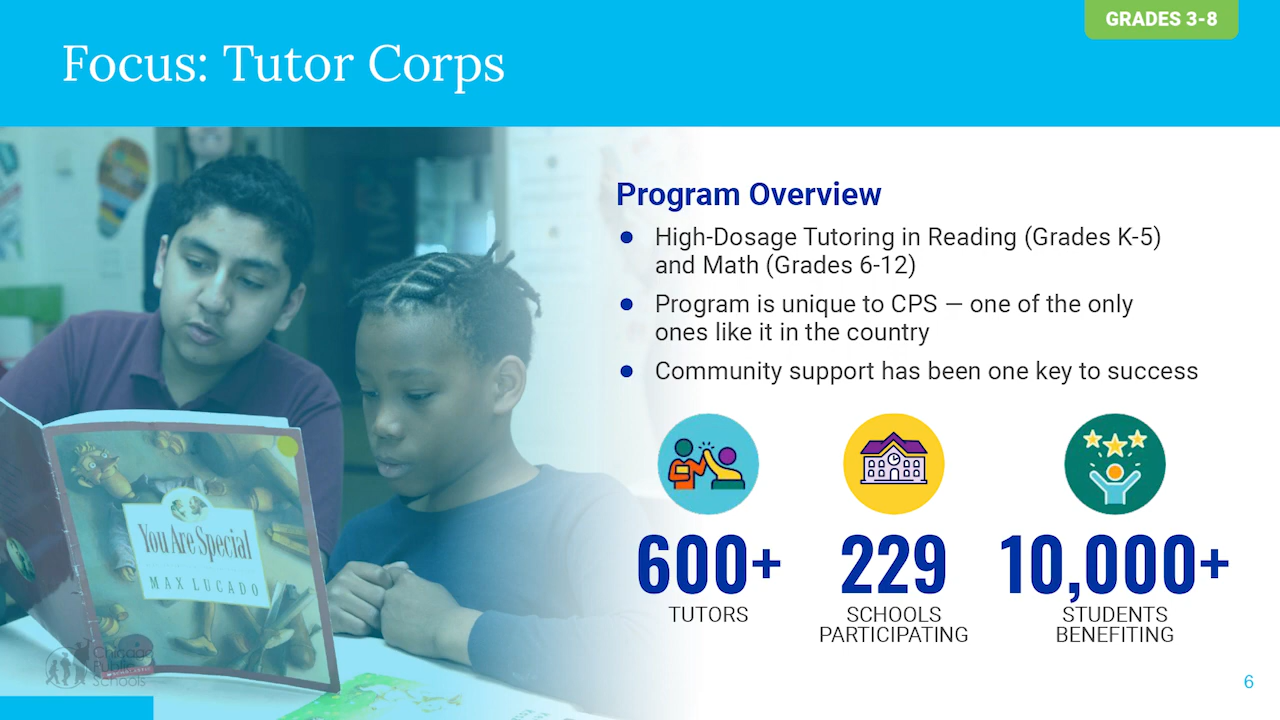 GRADES 3-8
Focus: Tutor Corps
Program Overview
● High-Dosage Tutoring in Reading (Grades K-5)
and Math (Grades 6-12)
● Program is unique to CPS — one of the only
ones like it in the country
● Community support has been one key to success
600+
TUTORS
229
SCHOOLS
PARTICIPATING
10,000+
STUDENTS
BENEFITING
You Are Special
MAX LUCADO
Chicago
Public
Schools
6